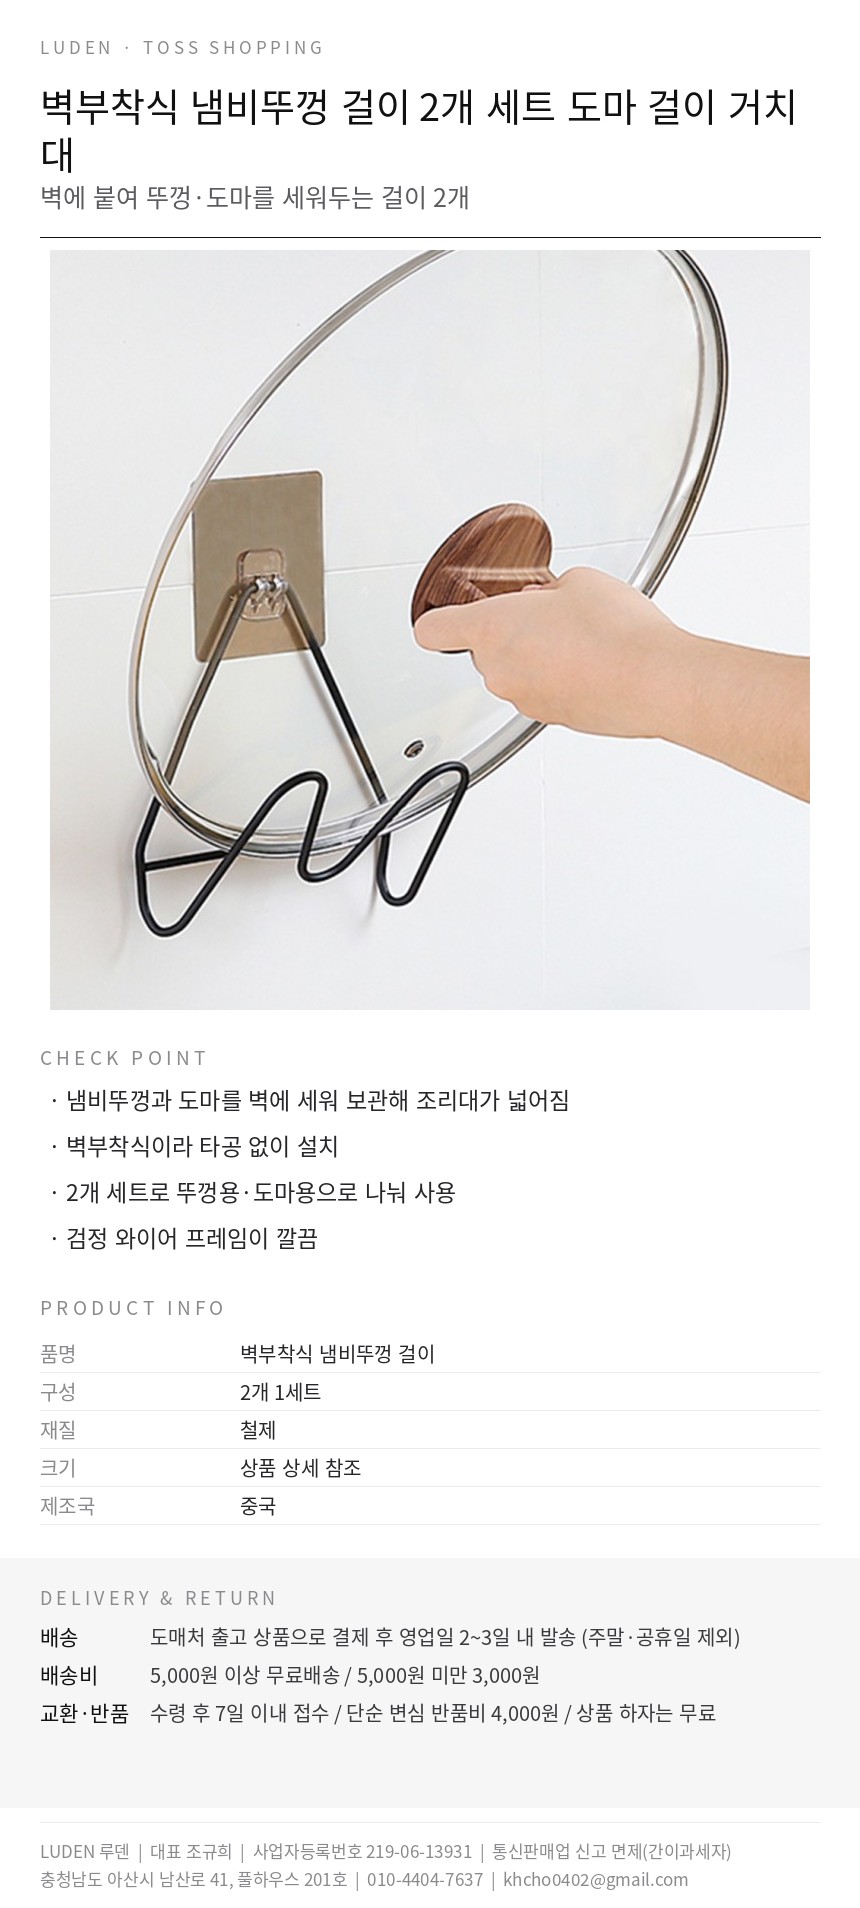 LUDEN · TOSS SHOPPING
벽부착식 냄비뚜껑 걸이 2개 세트 도마 걸이 거치
대
벽에 붙여 뚜껑·도마를 세워두는 걸이 2개
CHECK POINT
· 냄비뚜껑과 도마를 벽에 세워 보관해 조리대가 넓어짐
· 벽부착식이라 타공 없이 설치
· 2개 세트로 뚜껑용·도마용으로 나눠 사용
· 검정 와이어 프레임이 깔끔
PRODUCT INFO
품명 벽부착식 냄비뚜껑 걸이
구성 2개 1세트
재질 철제
크기 상품 상세 참조
제조국 중국
DELIVERY & RETURN
배송 도매처 출고 상품으로 결제 후 영업일 2~3일 내 발송 (주말·공휴일 제외)
배송비 5,000원 이상 무료배송 / 5,000원 미만 3,000원
교환·반품 수령 후 7일 이내 접수 / 단순 변심 반품비 4,000원 / 상품 하자는 무료
LUDEN 루덴 | 대표 조규희 | 사업자등록번호 219-06-13931 | 통신판매업 신고 면제(간이과세자)
충청남도 아산시 남산로 41, 풀하우스 201호 | 010-4404-7637 | khcho0402@gmail.com